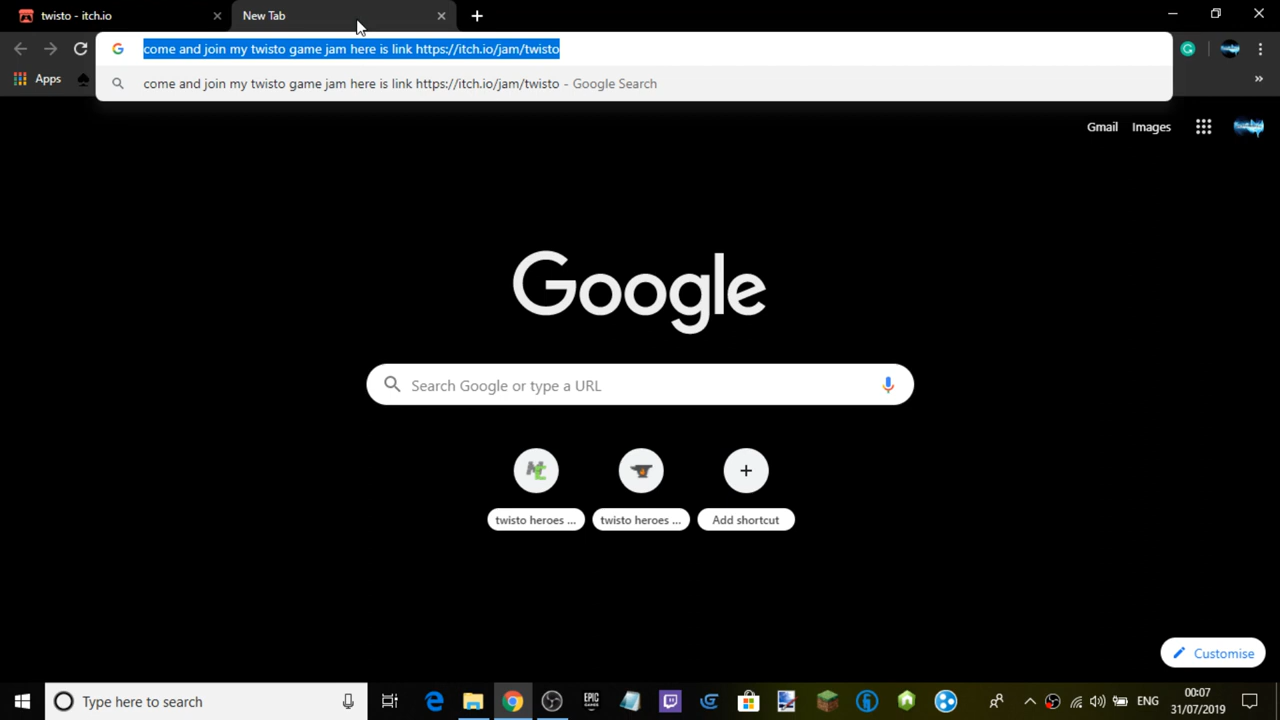 twisto - itch.io
New Tab
come and join my twisto game jam here is link https://itch.io/jam/twisto
come and join my twisto game jam here is link https://itch.io/jam/twisto - Google Search
Apps
»
Gmail Images
Google
Search Google or type a URL
twisto heroes ... twisto heroes ... Add shortcut
Customise
Type here to search
EPIC GAMES
ENG
00:07
31/07/2019